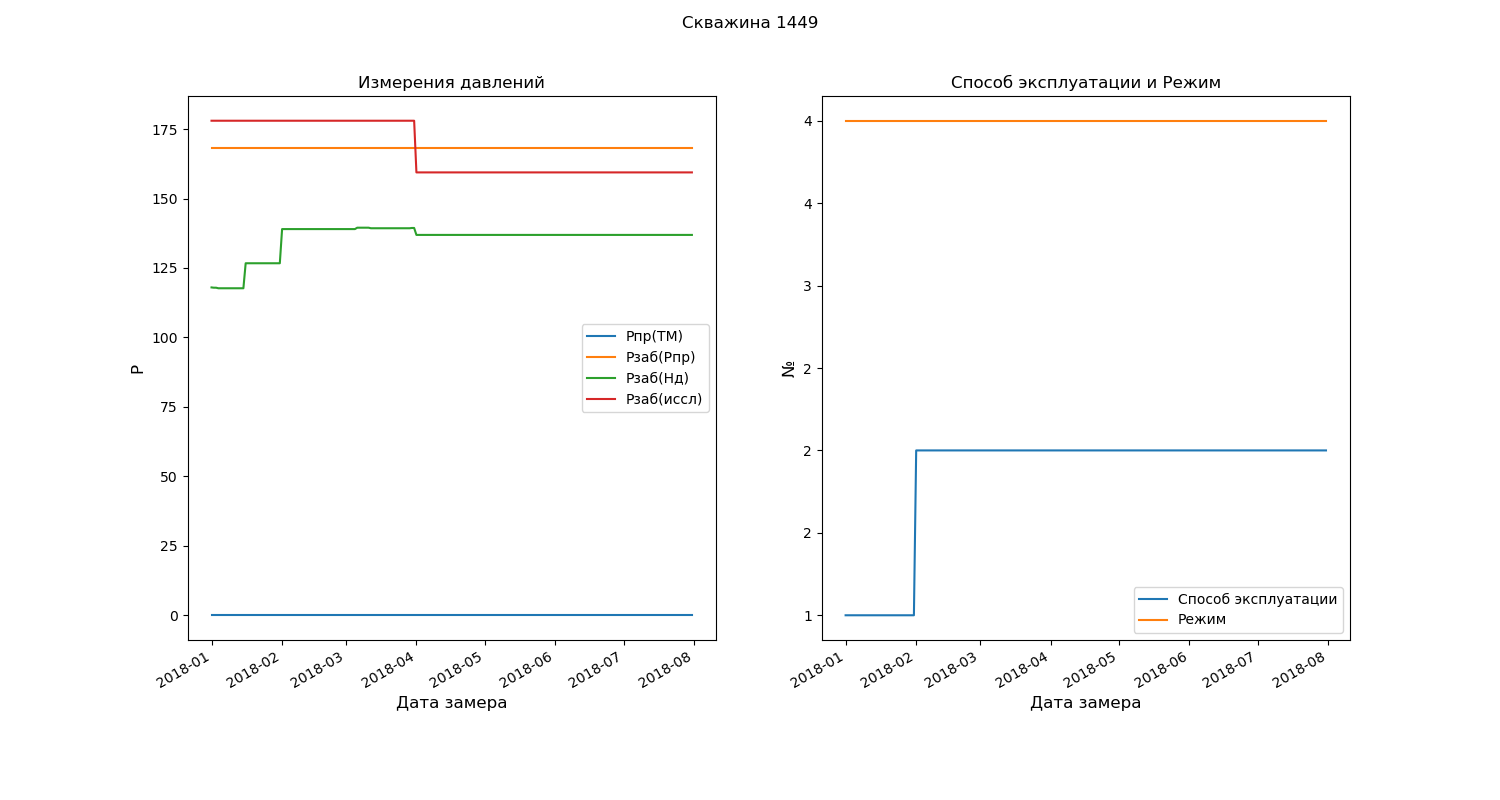 Скважина 1449
Измерения давлений
175
150
125
100
75
50
25
0
P
Рпр(ТМ)
Рзаб(Рпр)
Рзаб(Нд)
Рзаб(иссл)
2018-01
2018-02
2018-03
2018-04
2018-05
2018-06
2018-07
2018-08
Дата замера
Способ эксплуатации и Режим
4
4
3
2
2
2
1
№
Способ эксплуатации
Режим
2018-01
2018-02
2018-03
2018-04
2018-05
2018-06
2018-07
2018-08
Дата замера